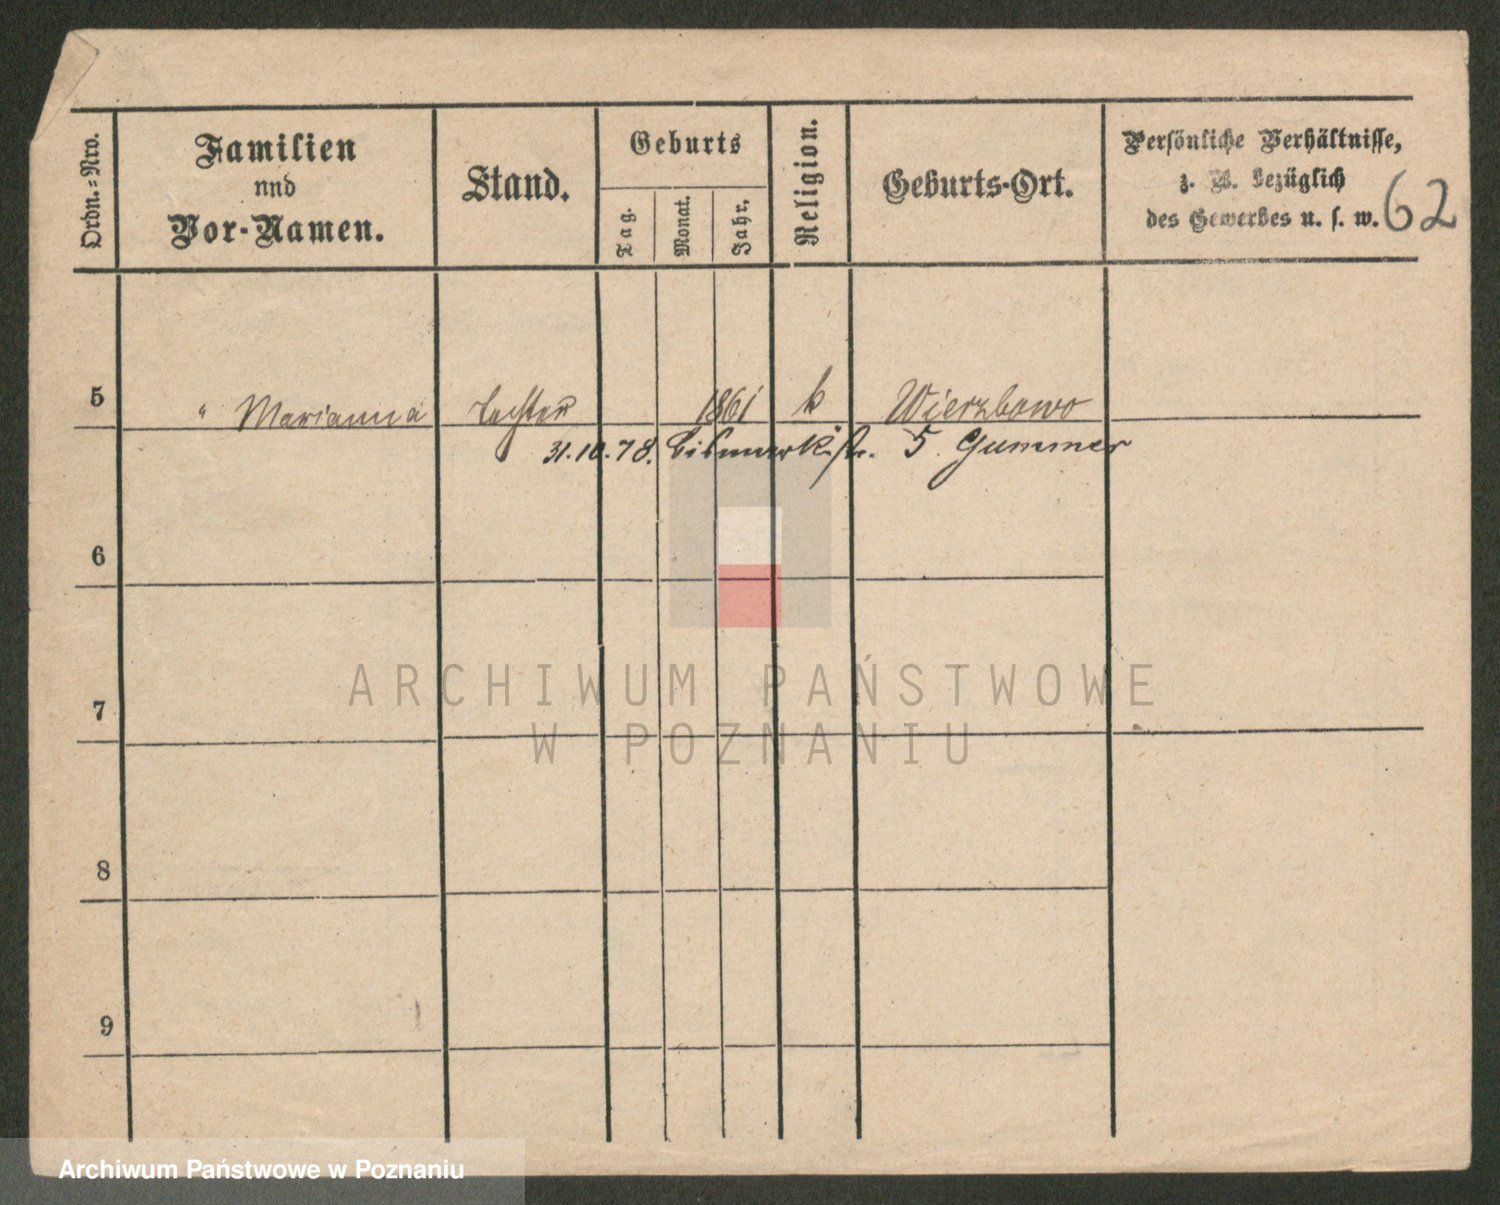 Ordn.=Nro.
Familien
und
Vor-Namen.
Stand.
Geburts
Tag.
Monat.
Jahr.
Religion.
Geburts-Ort.
Persönliche Verhältnisse,
z. B. bezüglich
des Gewerbes u. s. w.
62
5 " Marianna Tochter 1861 k Wierzbowo
31.10.78. Bismarkstr. 5 Gummer
6
7
8
9
ARCHIWUM PAŃSTWOWE
W POZNANIU
Archiwum Państwowe w Poznaniu